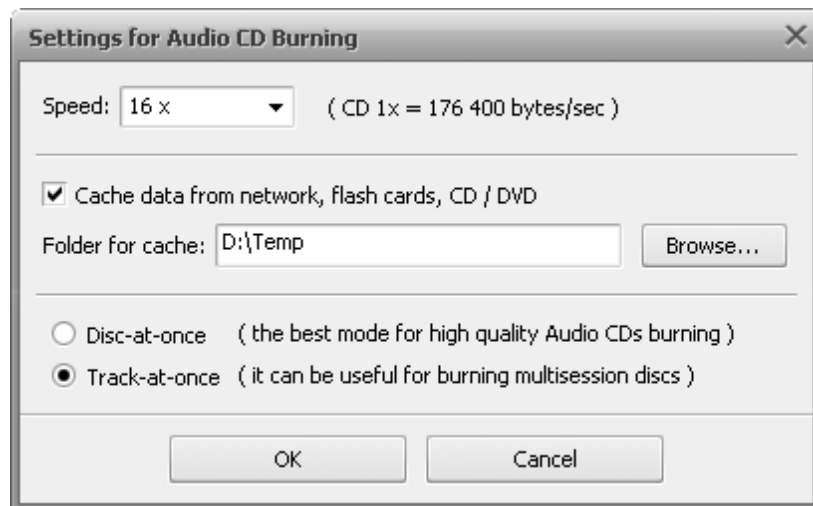 Settings for Audio CD Burning
Speed: 16 x ( CD 1x = 176 400 bytes/sec )
Cache data from network, flash cards, CD / DVD
Folder for cache: D:\Temp Browse...
Disc-at-once ( the best mode for high quality Audio CDs burning )
Track-at-once ( it can be useful for burning multisession discs )
OK Cancel